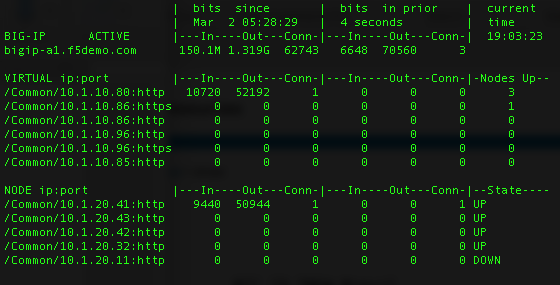 |  bits  since      |  bits  in prior   |  current
                         |  Mar  2 05:28:29  |  4 seconds        |  time
BIG-IP      ACTIVE       |---In----Out---Conn-|---In----Out---Conn-|  19:03:23
bigip-a1.f5demo.com      150.1M 1.319G  62743   6648  70560      3

VIRTUAL ip:port          |---In----Out---Conn-|---In----Out---Conn-|-Nodes Up--
/Common/10.1.10.80:http   10720  52192      1      0      0      0      3
/Common/10.1.10.86:https      0      0      0      0      0      0      1
/Common/10.1.10.86:http       0      0      0      0      0      0      0
/Common/10.1.10.96:http       0      0      0      0      0      0      0
/Common/10.1.10.96:https      0      0      0      0      0      0      0
/Common/10.1.10.85:http       0      0      0      0      0      0      0

NODE ip:port             |---In----Out---Conn-|---In----Out---Conn-|--State----
/Common/10.1.20.41:http    9440  50944      1      0      0      1 UP
/Common/10.1.20.43:http       0      0      0      0      0      0 UP
/Common/10.1.20.42:http       0      0      0      0      0      0 UP
/Common/10.1.20.32:http       0      0      0      0      0      0 UP
/Common/10.1.20.11:http       0      0      0      0      0      0 DOWN